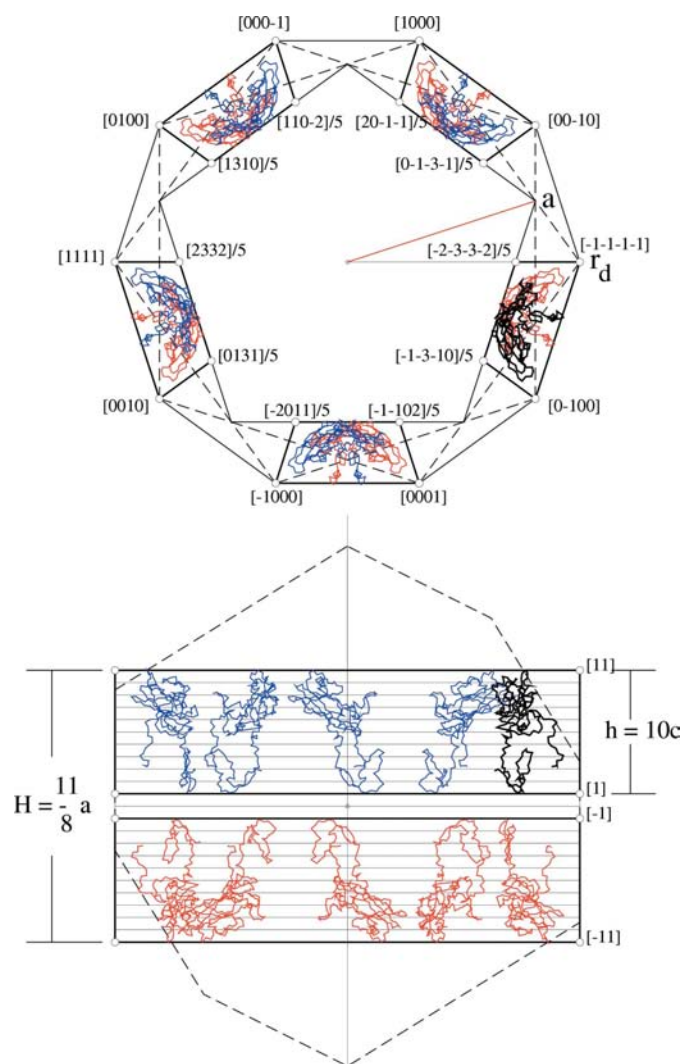 [000-1] [1000]
[0100] [110-2]/5 [20-1-1]/5 [00-10]
[1310]/5 [0-1-3-1]/5
a
[1111] [2332]/5 [-2-3-3-2]/5 [-1-1-1-1]
r_d
[0131]/5 [-1-3-10]/5
[0010] [-2011]/5 [-1-102]/5 [0-100]
[-1000] [0001]
[11]
h = 10c
[1]
H = 11/8 a
[-1]
[-11]